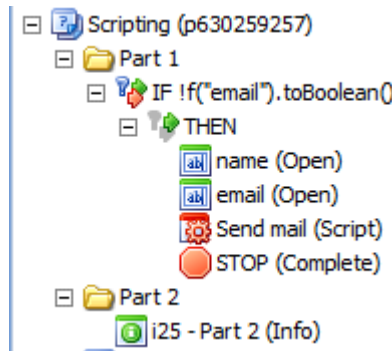 Scripting (p630259257)
Part 1
IF !f("email").toBoolean()
THEN
name (Open)
email (Open)
Send mail (Script)
STOP (Complete)
Part 2
i25 - Part 2 (Info)